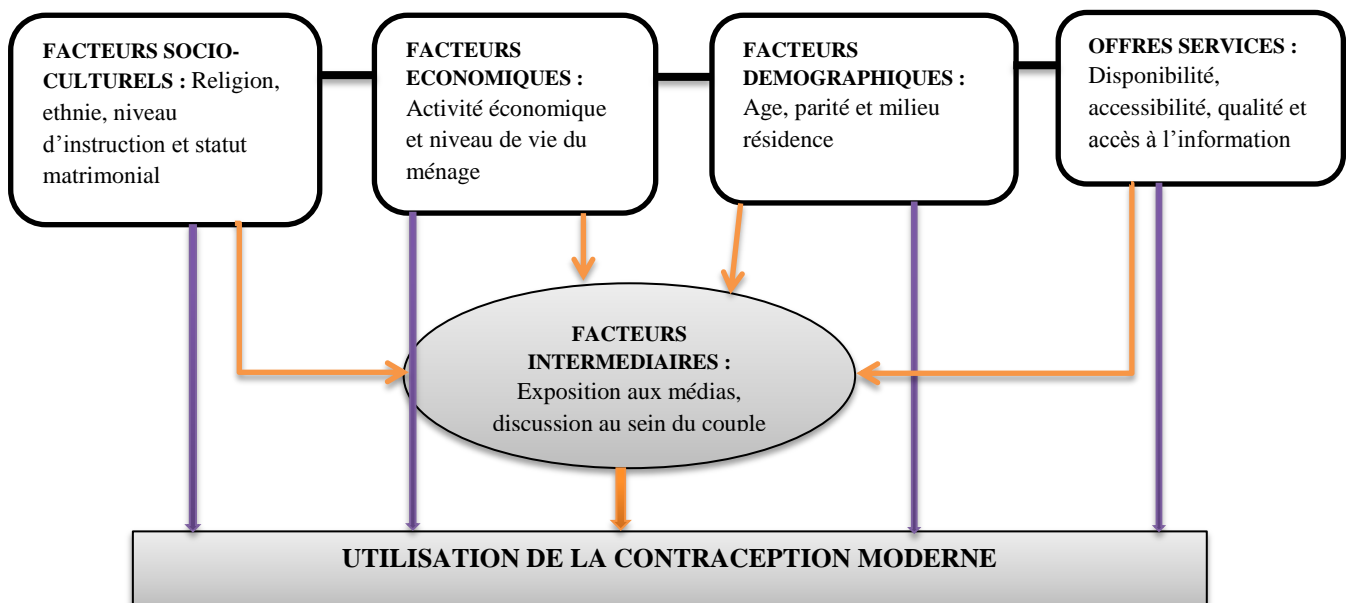 FACTEURS SOCIO-
CULTURELS : Religion,
ethnie, niveau
d’instruction et statut
matrimonial
FACTEURS
ECONOMIQUES :
Activité économique
et niveau de vie du
ménage
FACTEURS
DEMOGRAPHIQUES :
Age, parité et milieu
résidence
OFFRES SERVICES :
Disponibilité,
accessibilité, qualité et
accès à l’information
FACTEURS
INTERMEDIAIRES :
Exposition aux médias,
discussion au sein du couple
UTILISATION DE LA CONTRACEPTION MODERNE